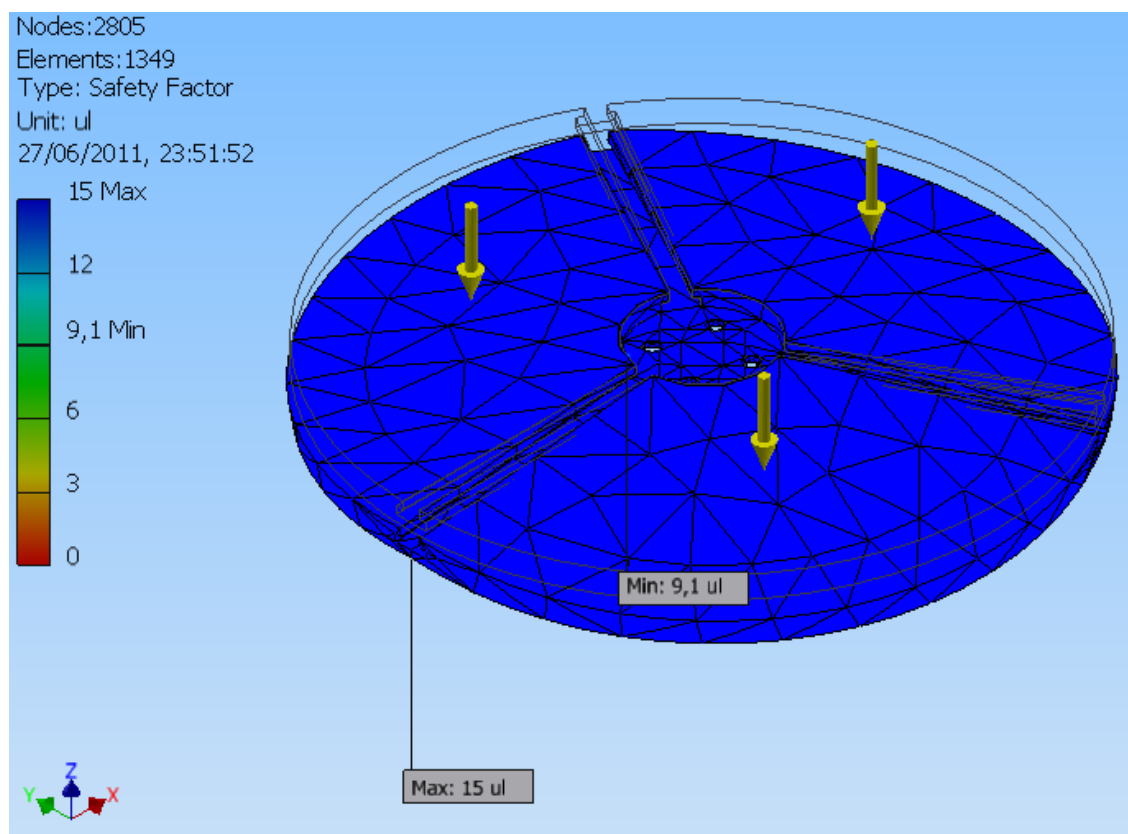 Nodes:2805
Elements:1349
Type: Safety Factor
Unit: ul
27/06/2011, 23:51:52
15 Max
12
9,1 Min
6
3
0
Min: 9,1 ul
Max: 15 ul
Z
Y
X